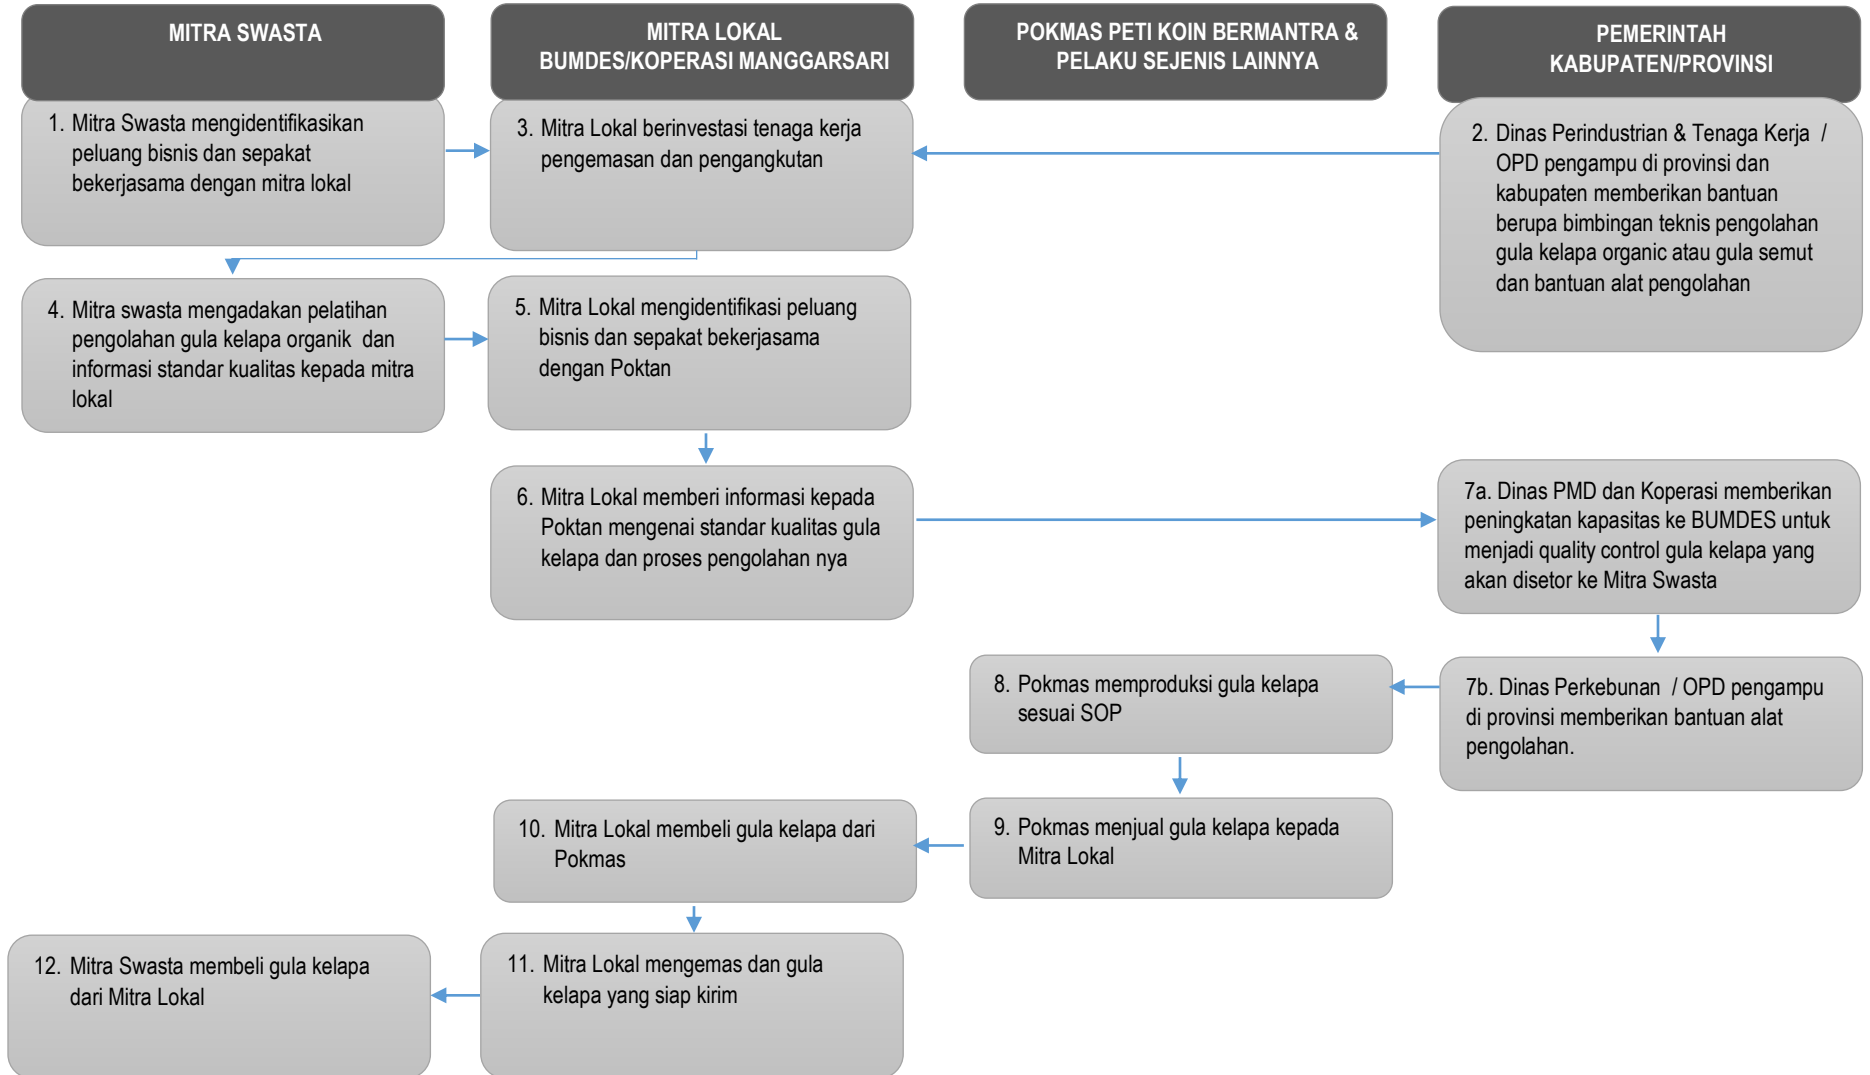 MITRA SWASTA
MITRA LOKAL
BUMDES/KOPERASI MANGGARSARI
POKMAS PETI KOIN BERMANTRA &
PELAKU SEJENIS LAINNYA
PEMERINTAH
KABUPATEN/PROVINSI
1. Mitra Swasta mengidentifikasikan
peluang bisnis dan sepakat
bekerjasama dengan mitra lokal
3. Mitra Lokal berinvestasi tenaga kerja
pengemasan dan pengangkutan
2. Dinas Perindustrian & Tenaga Kerja /
OPD pengampu di provinsi dan
kabupaten memberikan bantuan
berupa bimbingan teknis pengolahan
gula kelapa organic atau gula semut
dan bantuan alat pengolahan
4. Mitra swasta mengadakan pelatihan
pengolahan gula kelapa organik dan
informasi standar kualitas kepada mitra
lokal
5. Mitra Lokal mengidentifikasi peluang
bisnis dan sepakat bekerjasama
dengan Poktan
6. Mitra Lokal memberi informasi kepada
Poktan mengenai standar kualitas gula
kelapa dan proses pengolahan nya
7a. Dinas PMD dan Koperasi memberikan
peningkatan kapasitas ke BUMDES untuk
menjadi quality control gula kelapa yang
akan disetor ke Mitra Swasta
8. Pokmas memproduksi gula kelapa
sesuai SOP
7b. Dinas Perkebunan / OPD pengampu
di provinsi memberikan bantuan alat
pengolahan.
10. Mitra Lokal membeli gula kelapa dari
Pokmas
9. Pokmas menjual gula kelapa kepada
Mitra Lokal
12. Mitra Swasta membeli gula kelapa
dari Mitra Lokal
11. Mitra Lokal mengemas dan gula
kelapa yang siap kirim